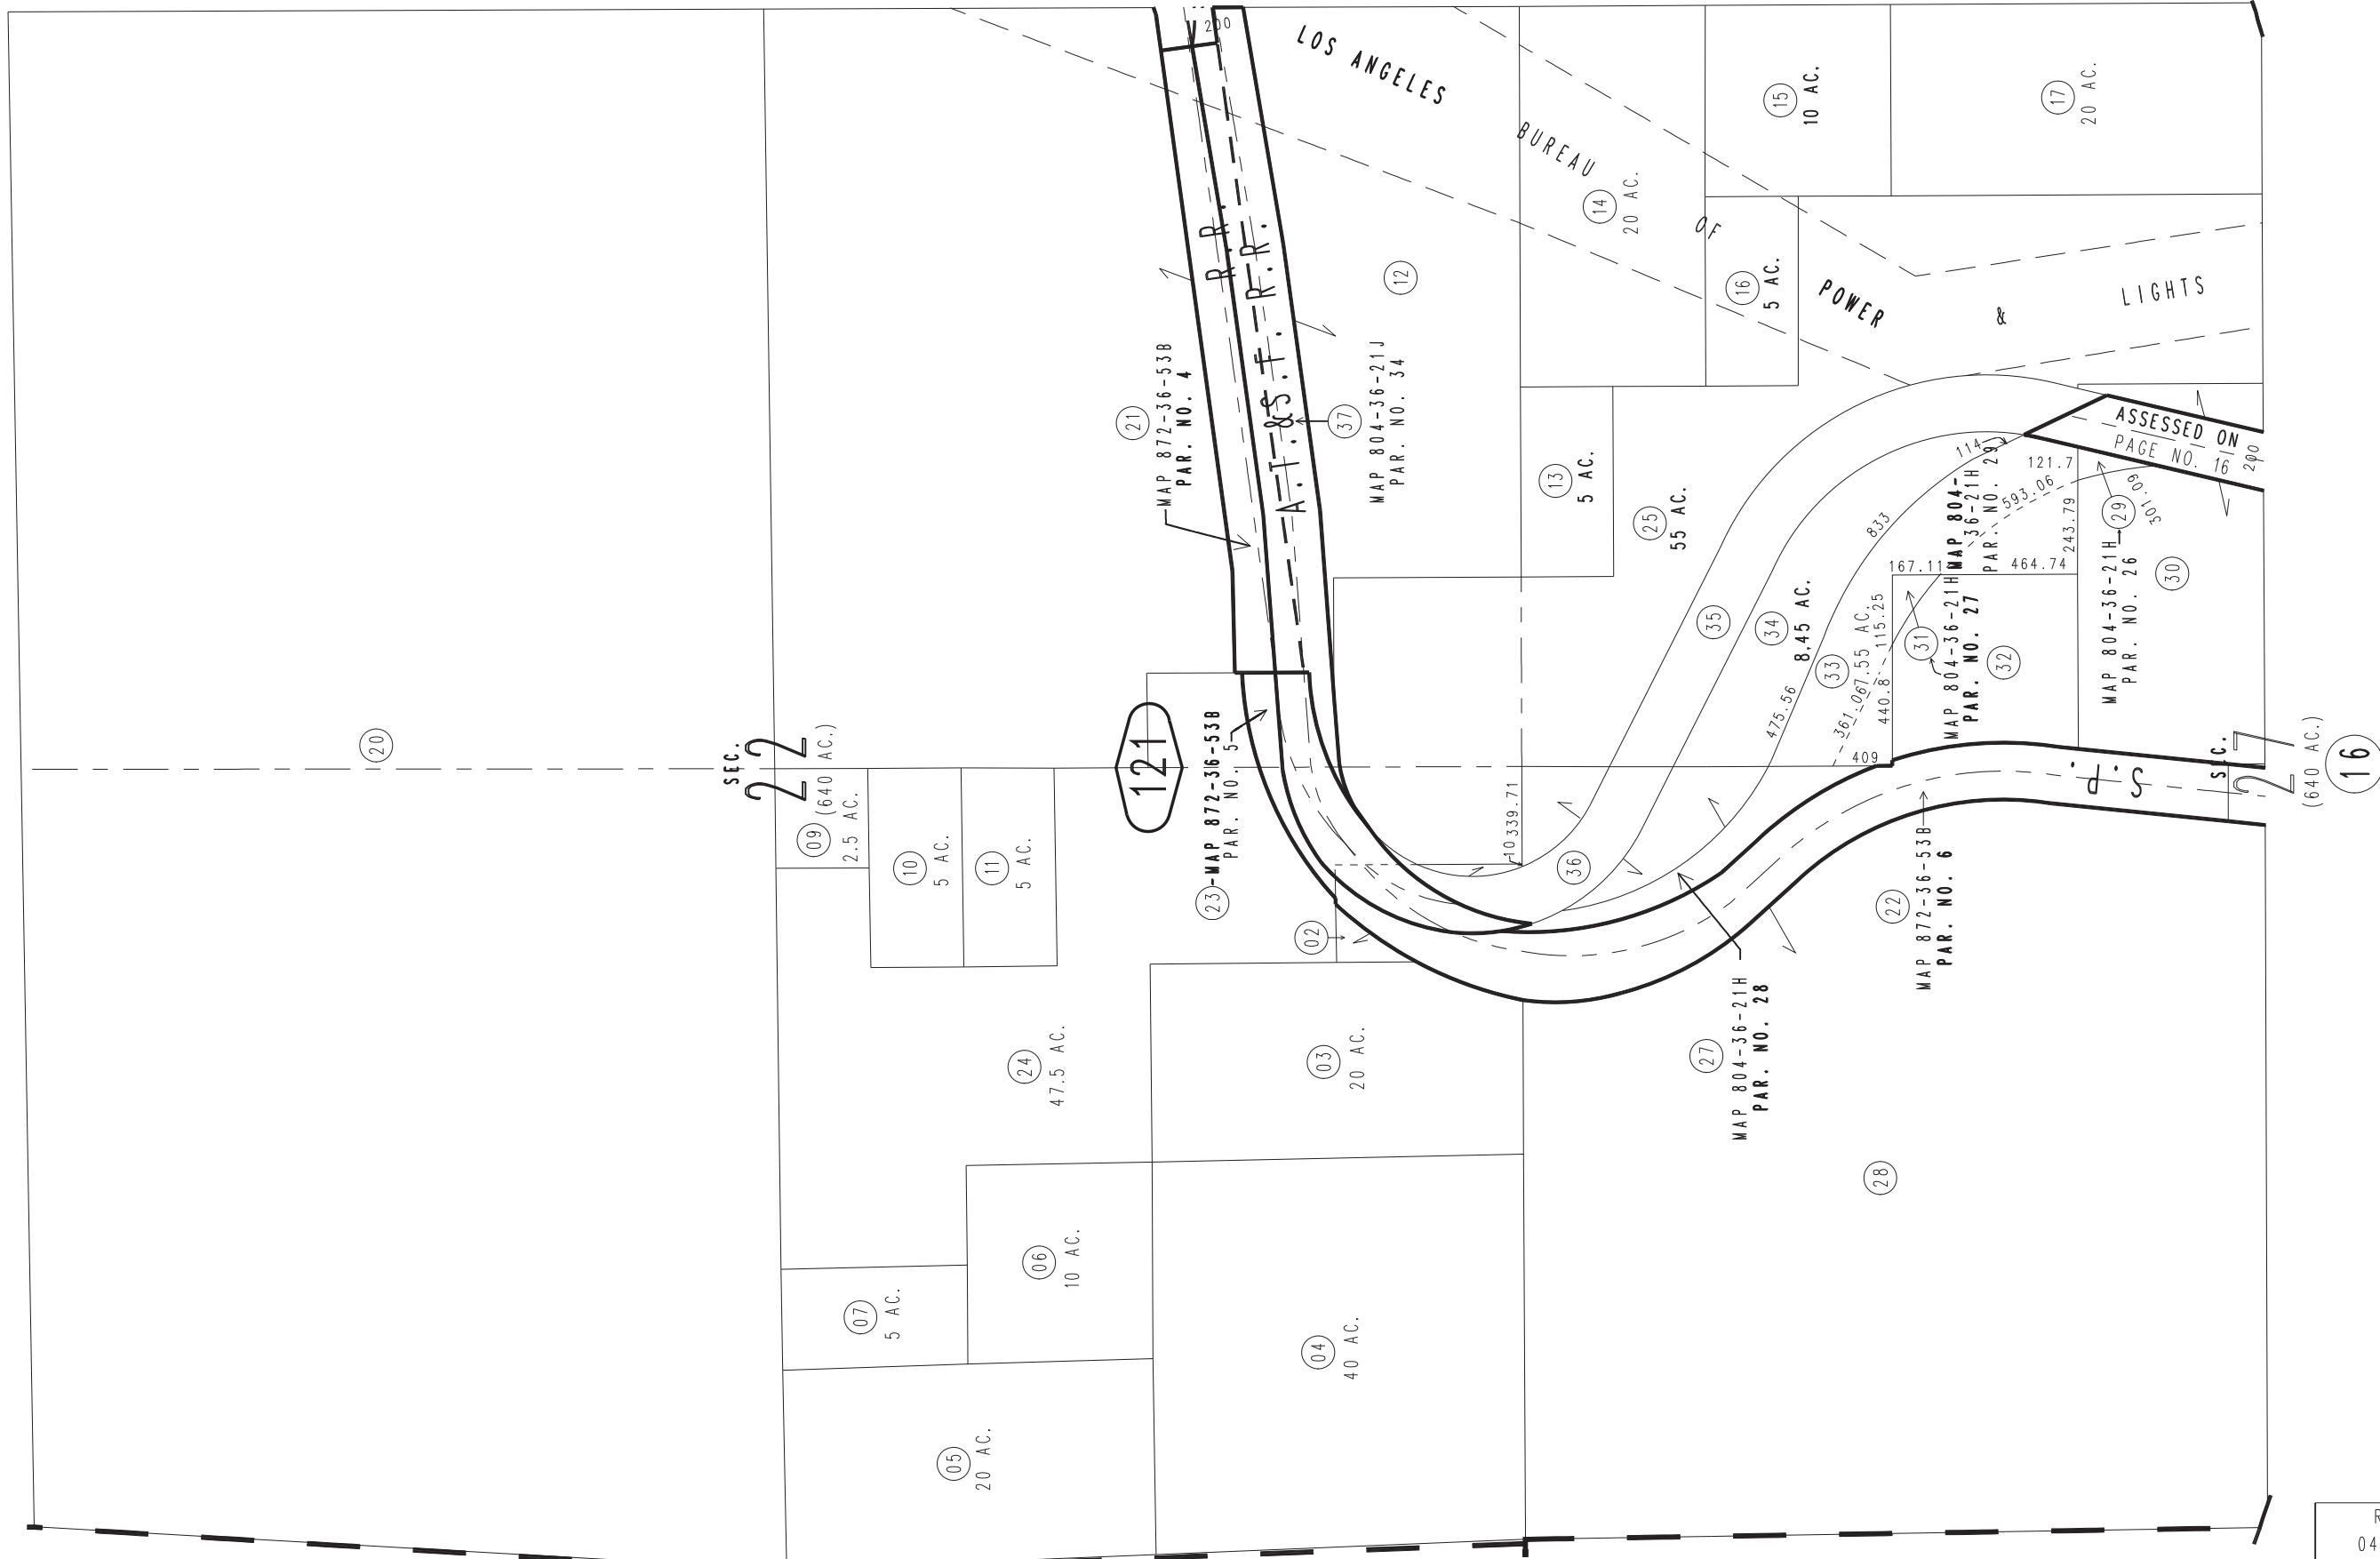 200
LOS ANGELES
BUREAU
OF
POWER
&
LIGHTS
15
10 AC.
17
20 AC.
14
20 AC.
16
5 AC.
R.R.
A.T.&S.F. R.R.
12
21
MAP 872-36-53B
PAR. NO. 4
37
MAP 804-36-21J
PAR. NO. 34
13
5 AC.
25
55 AC.
ASSESSED ON
PAGE NO. 16
200
114
121.7
593.06
301.09
243.79
833
MAP 804-
36-21H
PAR. NO. 29
167.11
464.74
29
MAP 804-36-21H
PAR. NO. 26
30
35
34
8.45 AC.
33
7.55 AC.
115.25
440.8
361.06
475.56
409
31
MAP 804-36-21H
PAR. NO. 27
32
20
SEC.
22
(640 AC.)
09
2.5 AC.
10
5 AC.
11
5 AC.
121
23
MAP 872-36-53B
PAR. NO. 5
02
10339.71
36
S.P.
SEC.
27
(640 AC.)
16
22
MAP 872-36-53B
PAR. NO. 6
27
MAP 804-36-21H
PAR. NO. 28
24
47.5 AC.
03
20 AC.
28
06
10 AC.
07
5 AC.
04
40 AC.
05
20 AC.
R
04